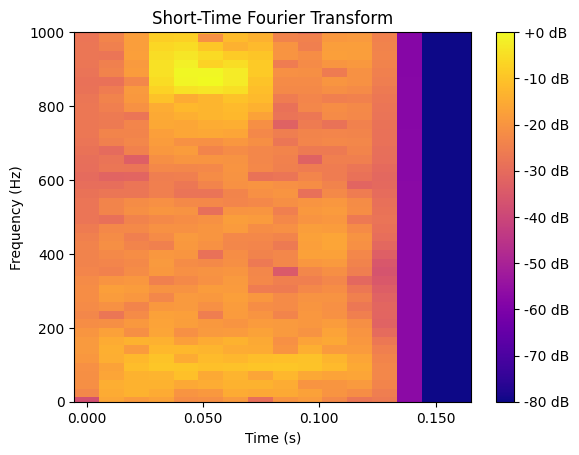 Short-Time Fourier Transform
1000
800
600
400
200
0
Frequency (Hz)
0.000
0.050
0.100
0.150
Time (s)
+0 dB
-10 dB
-20 dB
-30 dB
-40 dB
-50 dB
-60 dB
-70 dB
-80 dB